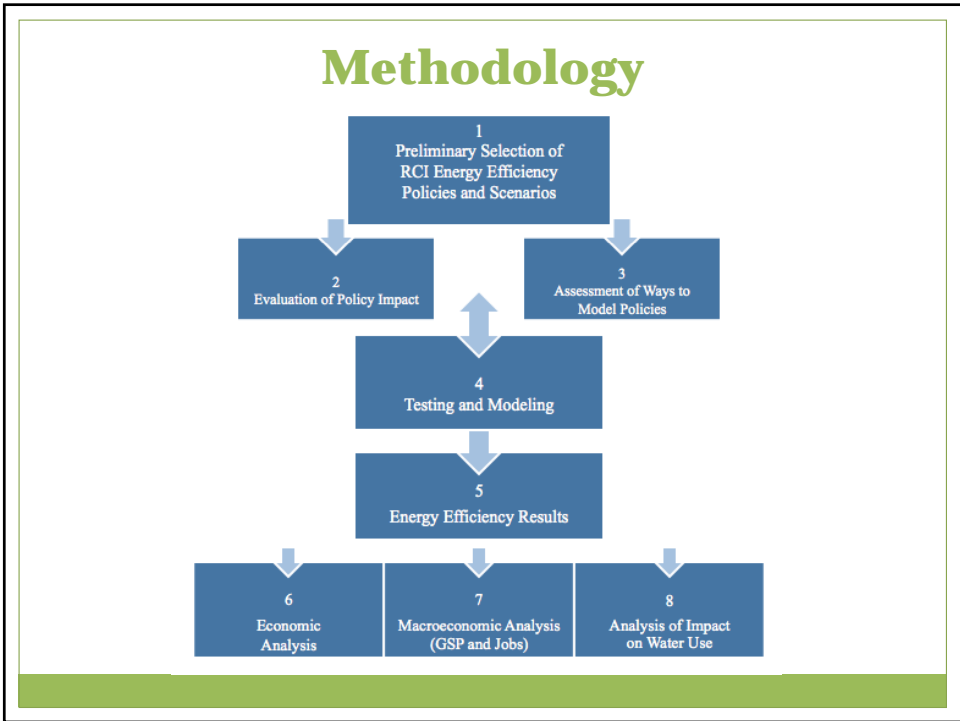 Methodology
1
Preliminary Selection of
RCI Energy Efficiency
Policies and Scenarios
2
Evaluation of Policy Impact
3
Assessment of Ways to
Model Policies
4
Testing and Modeling
5
Energy Efficiency Results
6
Economic
Analysis
7
Macroeconomic Analysis
(GSP and Jobs)
8
Analysis of Impact
on Water Use